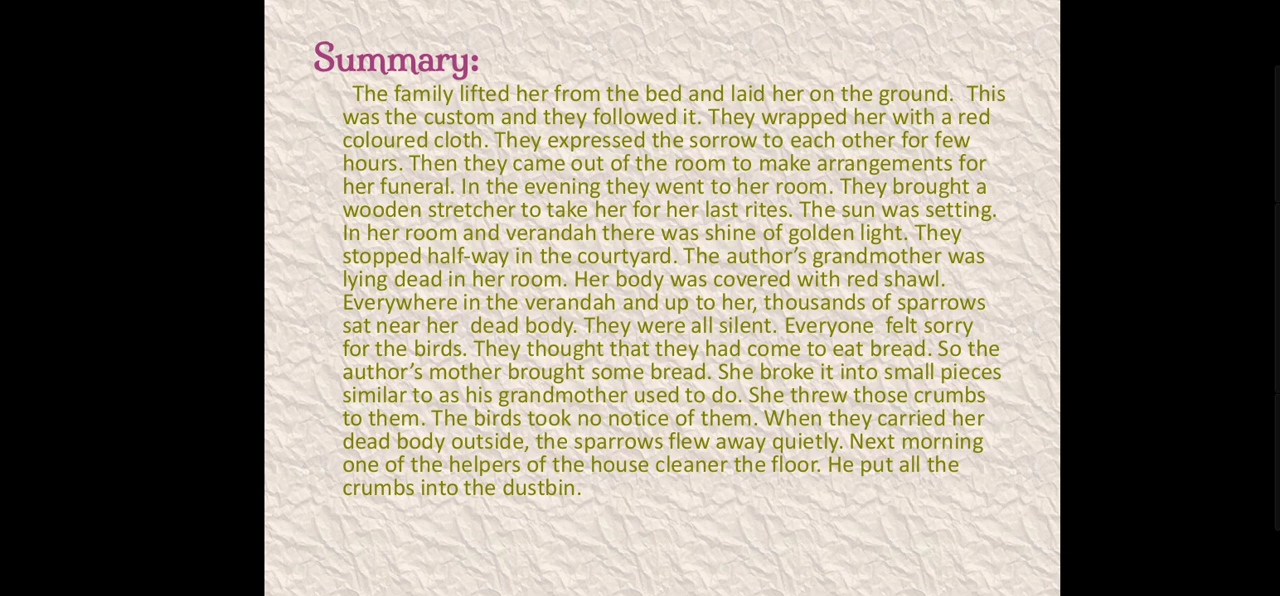 Summary:
The family lifted her from the bed and laid her on the ground.  This
was the custom and they followed it. They wrapped her with a red
coloured cloth. They expressed the sorrow to each other for few
hours. Then they came out of the room to make arrangements for
her funeral. In the evening they went to her room. They brought a
wooden stretcher to take her for her last rites. The sun was setting.
In her room and verandah there was shine of golden light. They
stopped half-way in the courtyard. The author’s grandmother was
lying dead in her room. Her body was covered with red shawl.
Everywhere in the verandah and up to her, thousands of sparrows
sat near her  dead body. They were all silent. Everyone  felt sorry
for the birds. They thought that they had come to eat bread. So the
author’s mother brought some bread. She broke it into small pieces
similar to as his grandmother used to do. She threw those crumbs
to them. The birds took no notice of them. When they carried her
dead body outside, the sparrows flew away quietly. Next morning
one of the helpers of the house cleaner the floor. He put all the
crumbs into the dustbin.